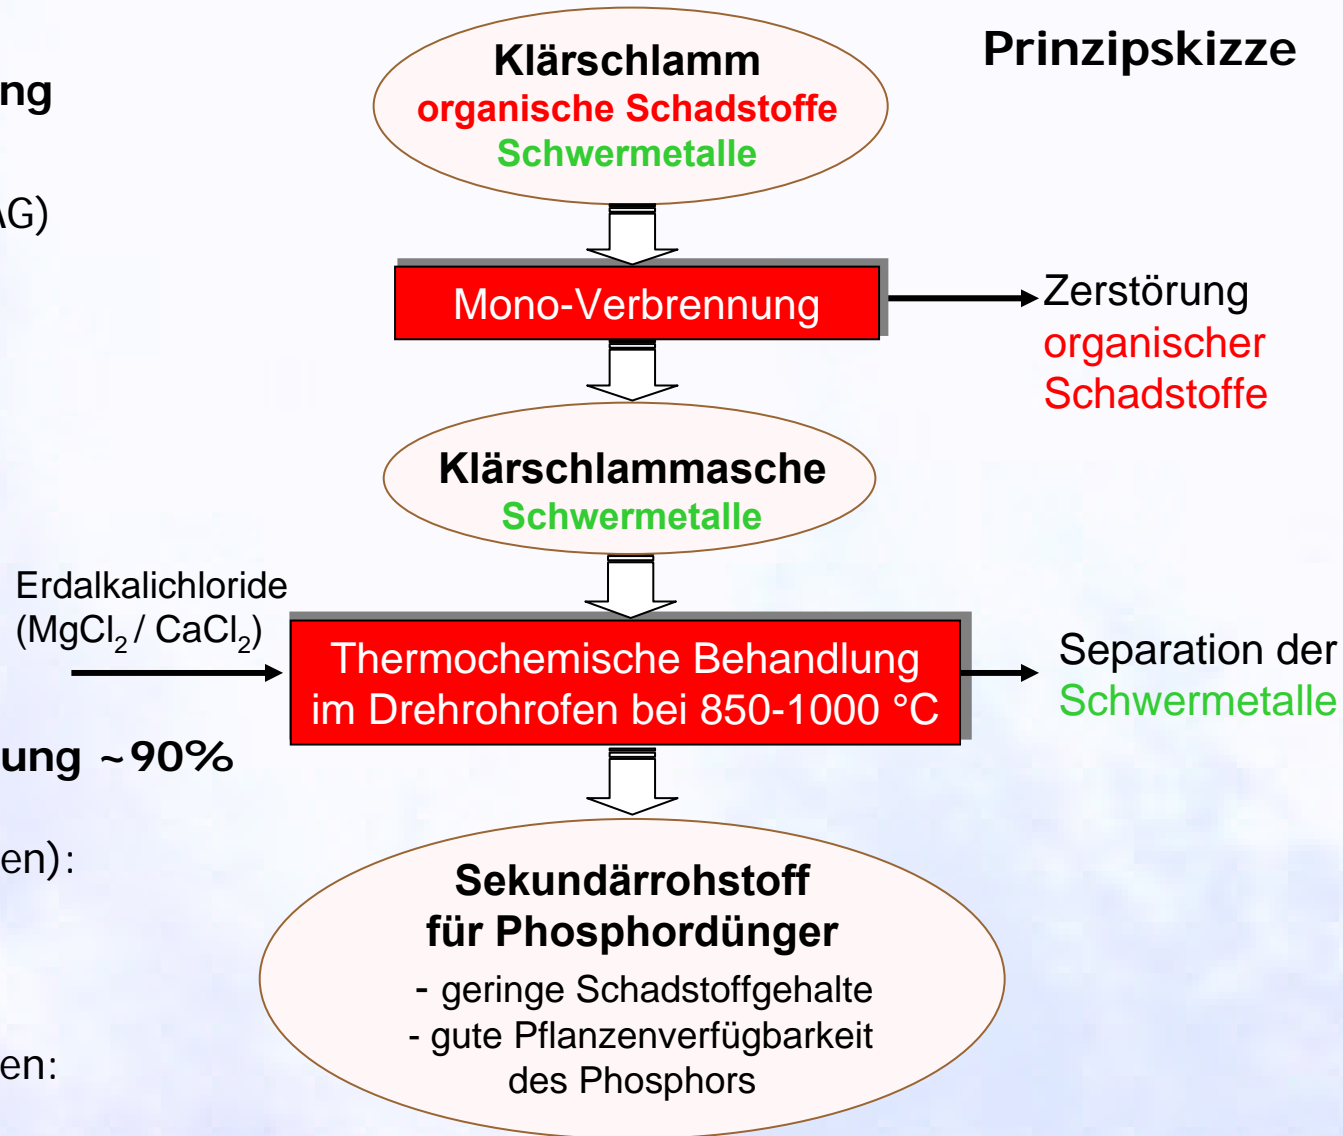 Prinzipskizze
Klärschlamm
organische Schadstoffe
Schwermetalle
ng
AG)
Mono-Verbrennung
Zerstörung
organischer
Schadstoffe
Klärschlammasche
Schwermetalle
Erdalkalichloride
(MgCl₂ / CaCl₂)
Thermochemische Behandlung
im Drehrohrofen bei 850-1000 °C
Separation der
Schwermetalle
ung ~90%
en):
Sekundärrohstoff
für Phosphordünger
- geringe Schadstoffgehalte
- gute Pflanzenverfügbarkeit
des Phosphors
en: